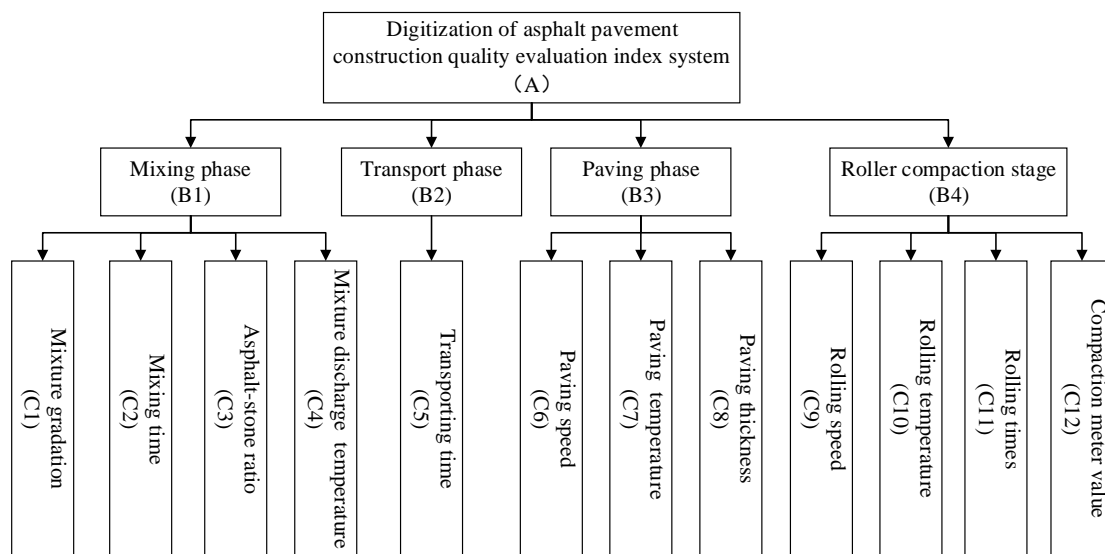 Digitization of asphalt pavement
construction quality evaluation index system
（A）
Mixing phase
(B1)
Transport phase
(B2)
Paving phase
(B3)
Roller compaction stage
(B4)
Mixture gradation
(C1)
Mixing time
(C2)
Asphalt-stone ratio
(C3)
Mixture discharge temperature
(C4)
Transporting time
(C5)
Paving speed
(C6)
Paving temperature
(C7)
Paving thickness
(C8)
Rolling speed
(C9)
Rolling temperature
(C10)
Rolling times
(C11)
Compaction meter value
(C12)